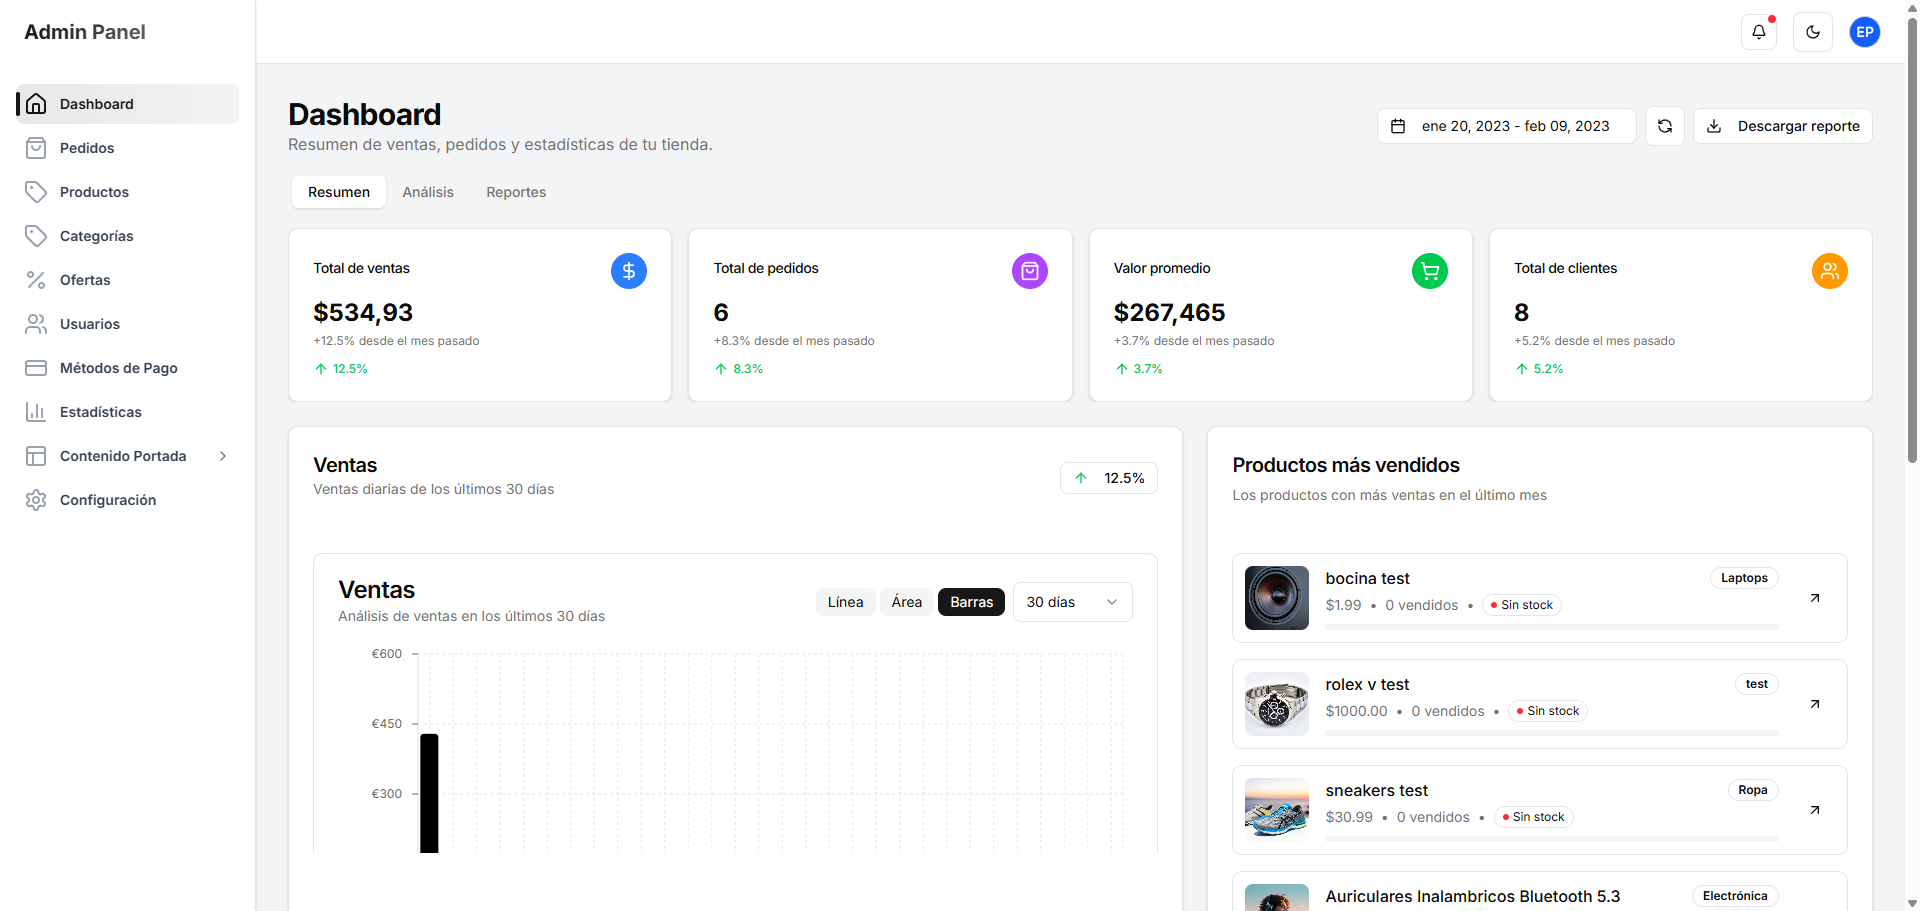 Admin Panel
EP
Dashboard
Pedidos
Productos
Categorías
Ofertas
Usuarios
Métodos de Pago
Estadísticas
Contenido Portada
Configuración
Dashboard
Resumen de ventas, pedidos y estadísticas de tu tienda.
ene 20, 2023 - feb 09, 2023
Descargar reporte
Resumen Análisis Reportes
Total de ventas
$534,93
+12.5% desde el mes pasado
12.5%
Total de pedidos
6
+8.3% desde el mes pasado
8.3%
Valor promedio
$267,465
+3.7% desde el mes pasado
3.7%
Total de clientes
8
+5.2% desde el mes pasado
5.2%
Ventas
Ventas diarias de los últimos 30 días
12.5%
Ventas
Análisis de ventas en los últimos 30 días
Línea Área Barras 30 días
€600
€450
€300
Productos más vendidos
Los productos con más ventas en el último mes
bocina test
Laptops
$1.99 • 0 vendidos • Sin stock
rolex v test
test
$1000.00 • 0 vendidos • Sin stock
sneakers test
Ropa
$30.99 • 0 vendidos • Sin stock
Auriculares Inalambricos Bluetooth 5.3
Electrónica